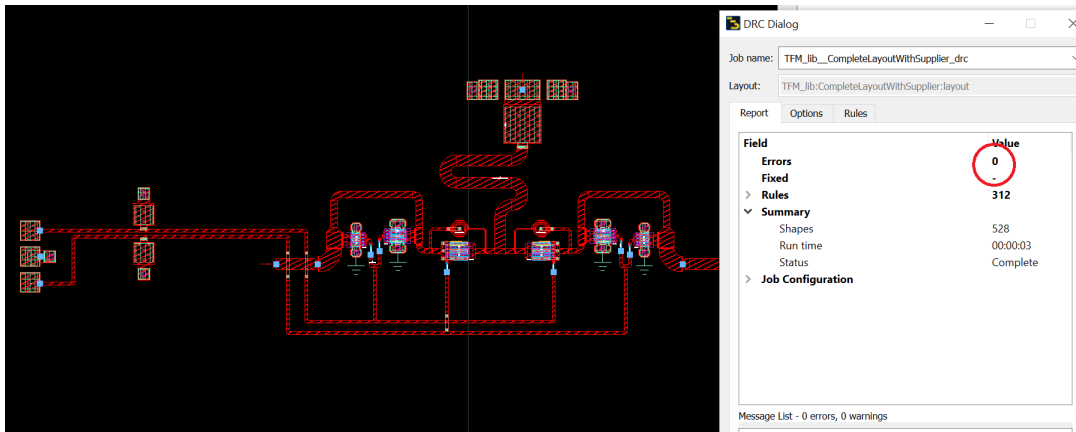 DRC Dialog
Job name: TFM_lib__CompleteLayoutWithSupplier_drc
Layout: TFM_lib:CompleteLayoutWithSupplier:layout
Report Options Rules
Field Value
Errors 0
Fixed -
Rules 312
Summary
Shapes 528
Run time 00:00:03
Status Complete
Job Configuration
Message List - 0 errors, 0 warnings